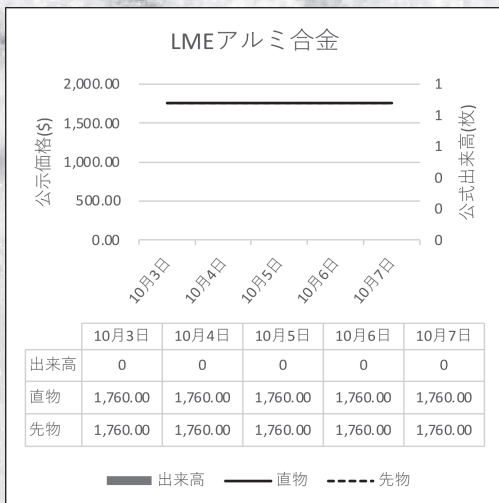 LMEアルミ合金
公示価格($)
2,000.00
1,500.00
1,000.00
500.00
0.00
公式出来高(枚)
1
1
1
0
0
0
10月3日 10月4日 10月5日 10月6日 10月7日
10月3日 10月4日 10月5日 10月6日 10月7日
出来高 0 0 0 0 0
直物 1,760.00 1,760.00 1,760.00 1,760.00 1,760.00
先物 1,760.00 1,760.00 1,760.00 1,760.00 1,760.00
出来高 直物 先物